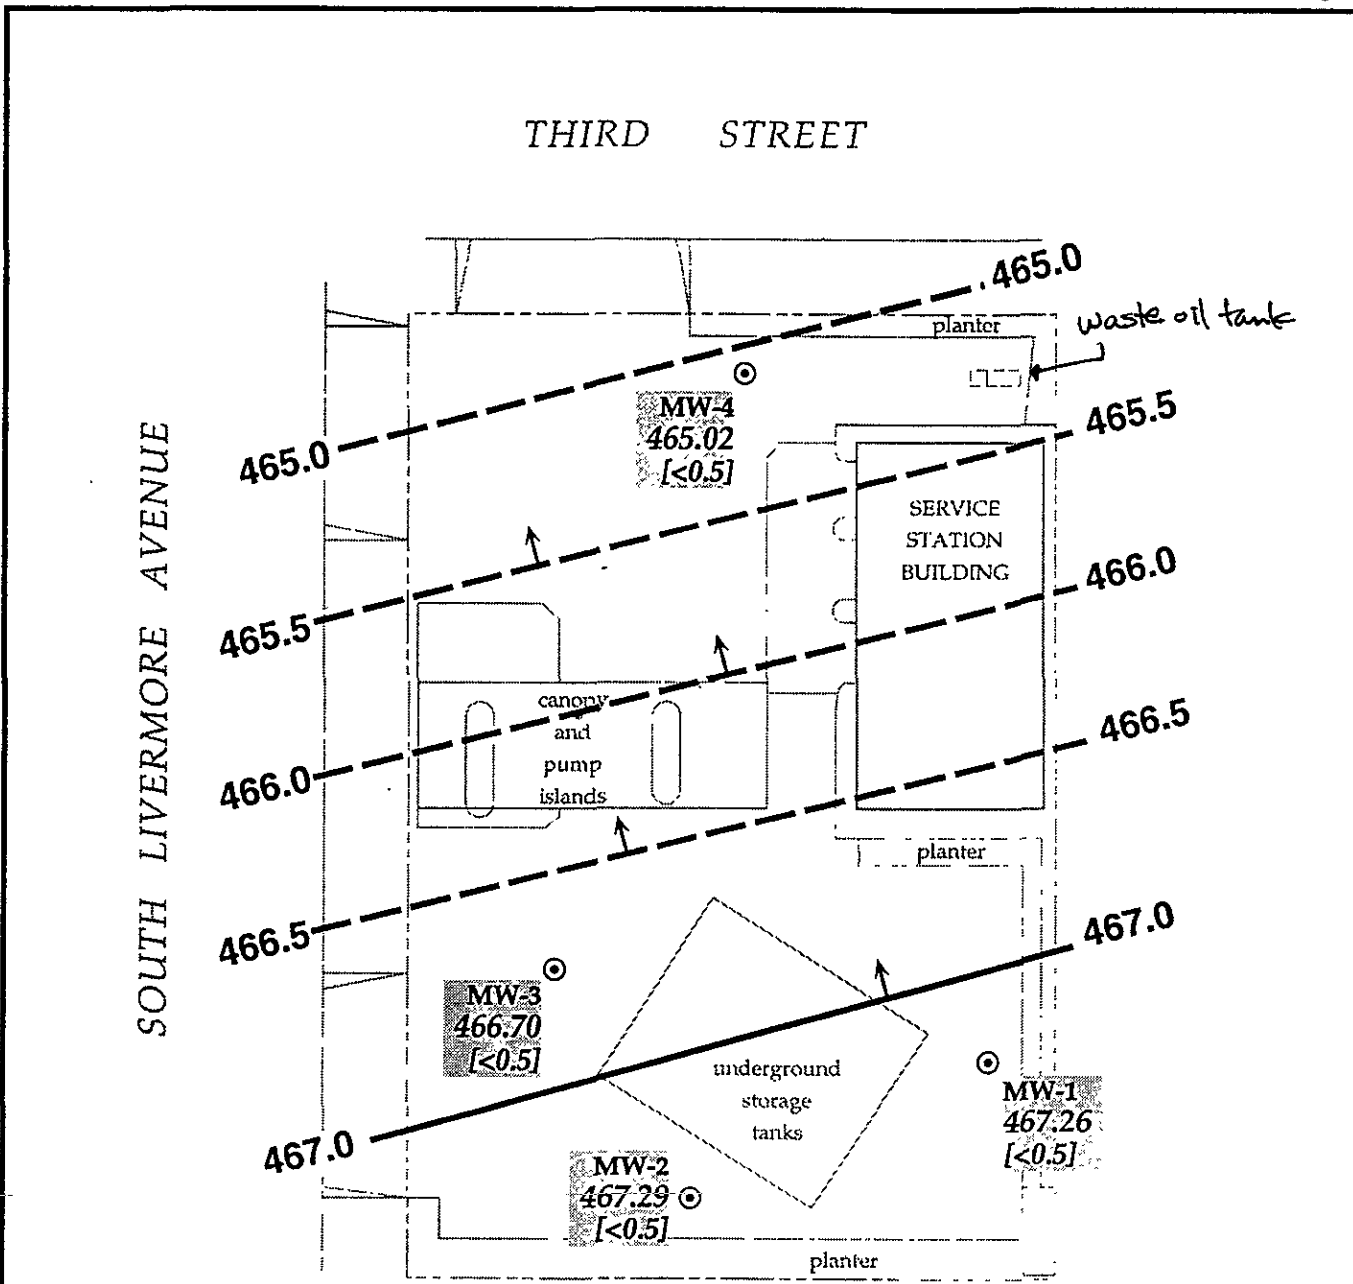 THIRD STREET
465.0
planter
waste oil tank
MW-4
465.02
[<0.5]
465.0
465.5
SERVICE
STATION
BUILDING
SOUTH LIVERMORE AVENUE
465.5
466.0
canopy
and
pump
islands
466.0
466.5
planter
466.5
467.0
MW-3
466.70
[<0.5]
underground
storage
tanks
MW-1
467.26
[<0.5]
467.0
MW-2
467.29
[<0.5]
planter